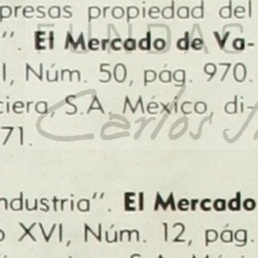 presas propiedad del
". El Mercado de Va-
I, Núm. 50, pág. 970.
ciera, S.A. México, di-
71.
ndustria". El Mercado
o XVI, Núm. 12, pág.